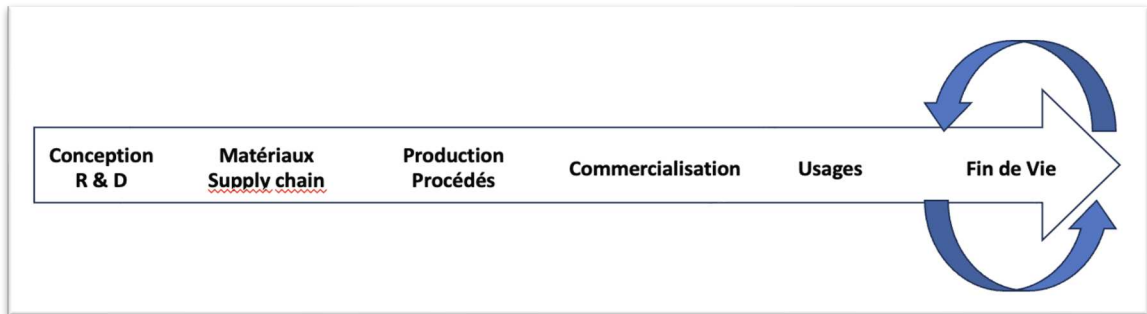 Conception
R & D
Matériaux
Supply chain
Production
Procédés
Commercialisation
Usages
Fin de Vie